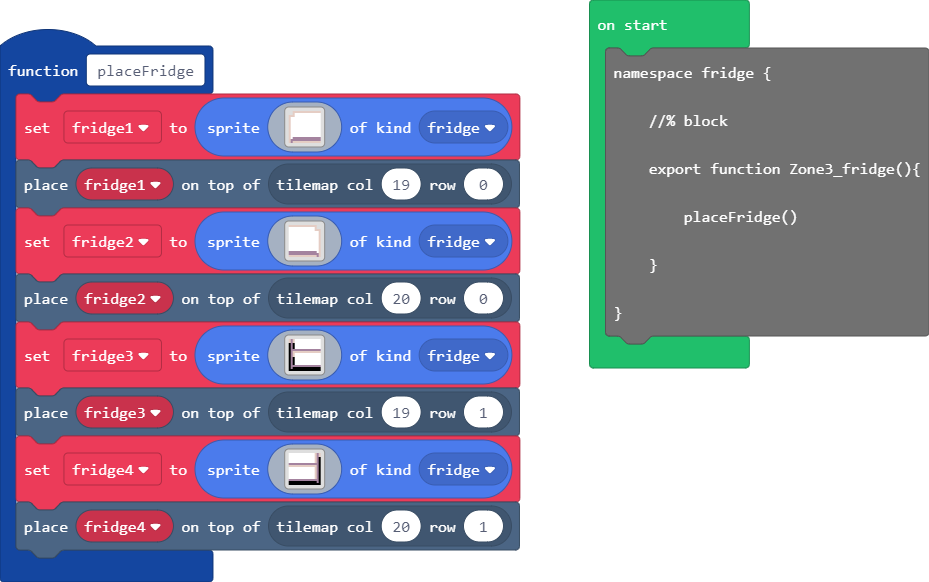 function placeFridge
set fridge1 to sprite of kind fridge
place fridge1 on top of tilemap col 19 row 0
set fridge2 to sprite of kind fridge
place fridge2 on top of tilemap col 20 row 0
set fridge3 to sprite of kind fridge
place fridge3 on top of tilemap col 19 row 1
set fridge4 to sprite of kind fridge
place fridge4 on top of tilemap col 20 row 1
on start
namespace fridge {
//% block
export function Zone3_fridge(){
placeFridge()
}
}